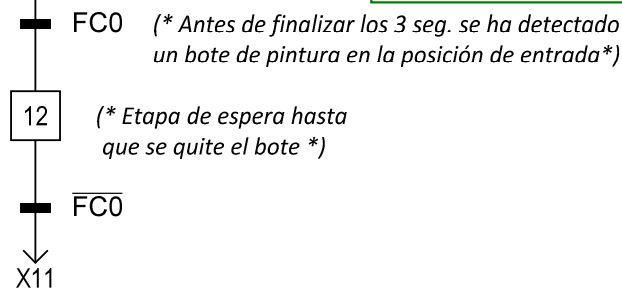 FC0 (* Antes de finalizar los 3 seg. se ha detectado
un bote de pintura en la posición de entrada*)
12 (* Etapa de espera hasta
que se quite el bote *)
F̅C̅0̅
X11